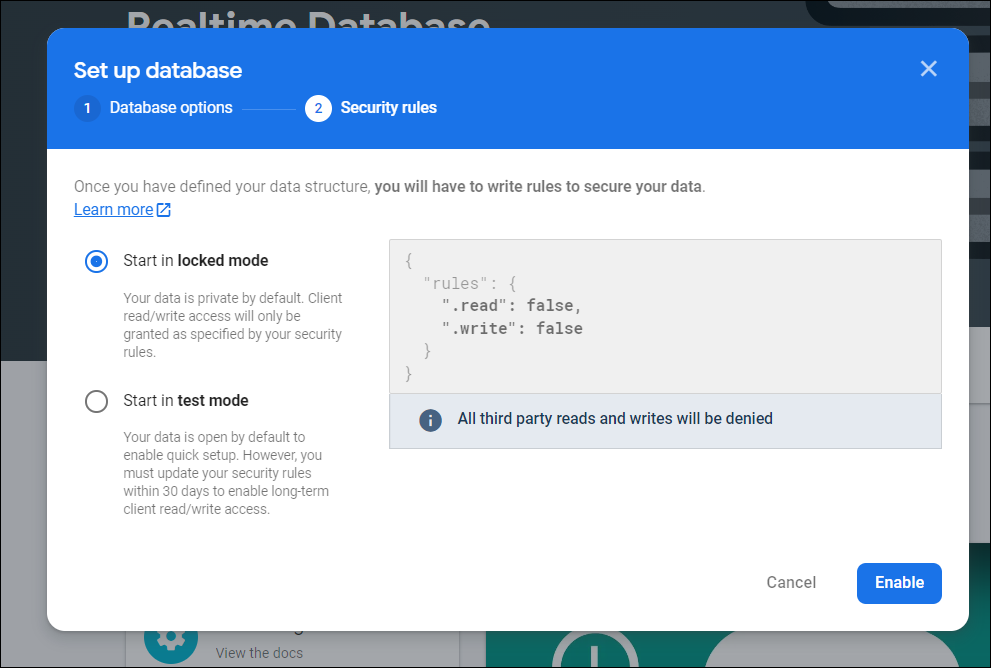 Realtime Database
Set up database
1 Database options
2 Security rules
Once you have defined your data structure, you will have to write rules to secure your data.
Learn more
Start in locked mode
Your data is private by default. Client
read/write access will only be
granted as specified by your security
rules.
Start in test mode
Your data is open by default to
enable quick setup. However, you
must update your security rules
within 30 days to enable long-term
client read/write access.
{
"rules": {
".read": false,
".write": false
}
}
All third party reads and writes will be denied
Cancel
Enable
View the docs